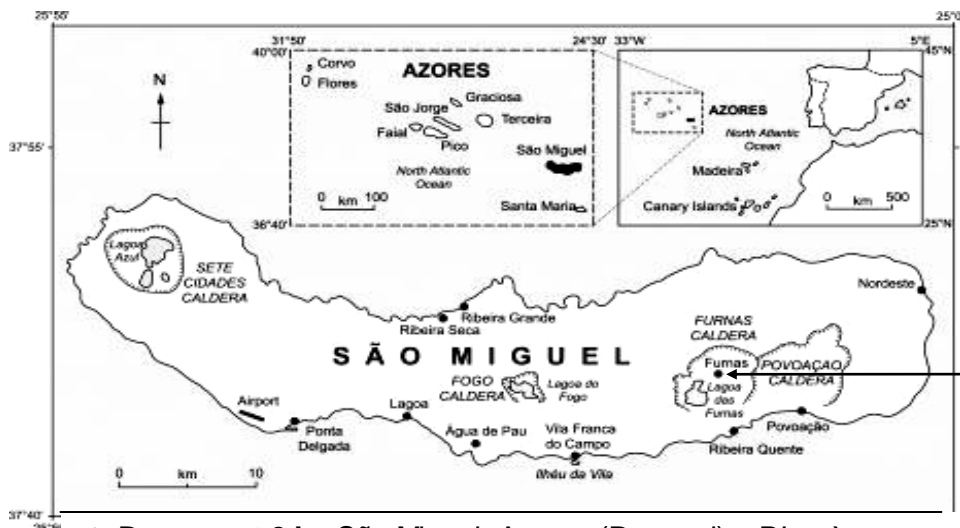 25°55'
25°0
31°50'
24°30'
33°W
5°E
40°00'
45°N
AZORES
Corvo
Flores
Graciosa
São Jorge
Terceira
Faial
Pico
São Miguel
North Atlantic
Ocean
0 km 100
Santa Maria
36°40'
AZORES
North Atlantic
Ocean
Madeira
Canary Islands
0 km 500
25°N
N
37°55'
Lagoa
Azul
SETE
CIDADES
CALDERA
Nordeste
Ribeira Grande
Ribeira Seca
FURNAS
CALDERA
SÃO MIGUEL
Furnas
POVOAÇAO
CALDERA
FOGO
CALDERA
Lagoa do
Fogo
Lagoa
das
Furnas
Airport
Lagoa
Ponta
Delgada
Água de Pau
Vila Franca
do Campo
Povoação
Ribeira Quente
Ilhéu da Vila
0 km 10
37°40'